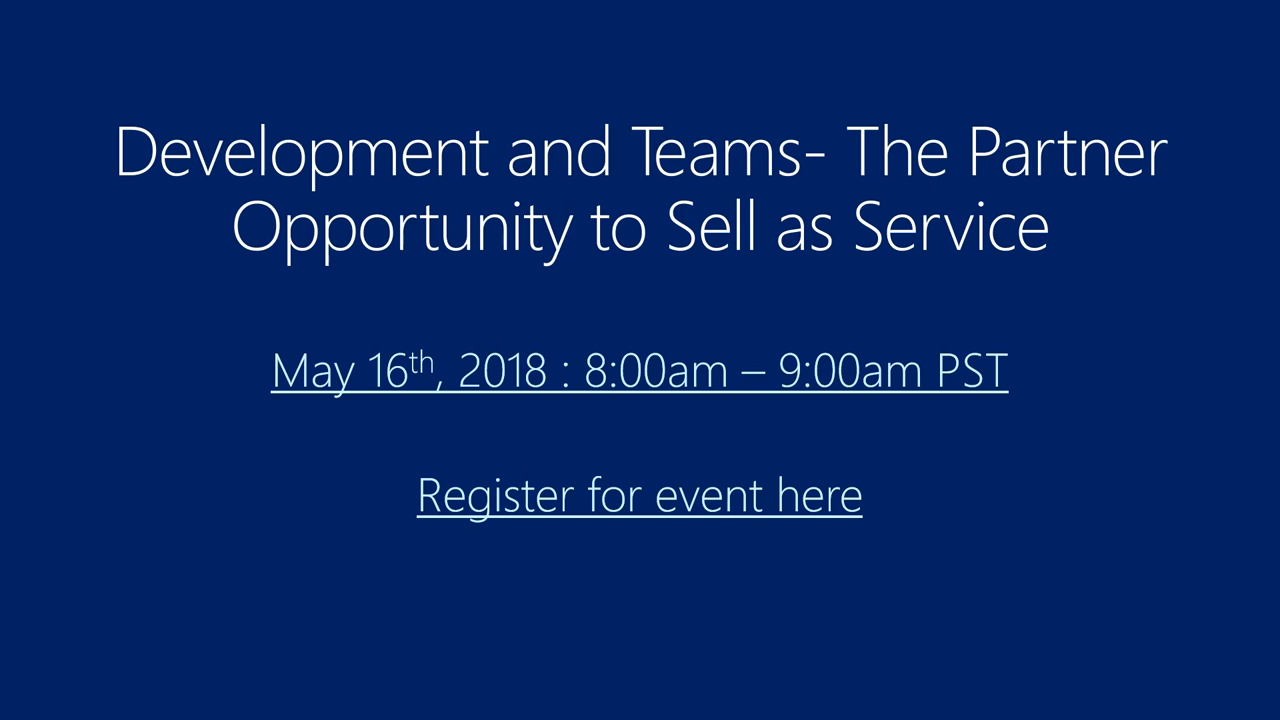 Development and Teams- The Partner
Opportunity to Sell as Service
May 16th, 2018 : 8:00am – 9:00am PST
Register for event here